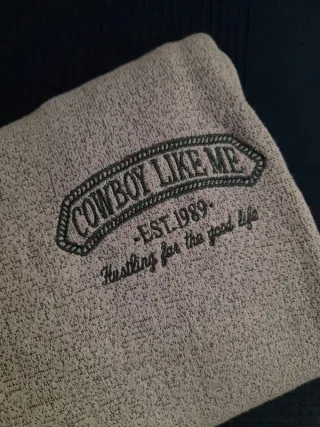 COWBOY LIKE ME
-EST.1989-
Hustling for the good life